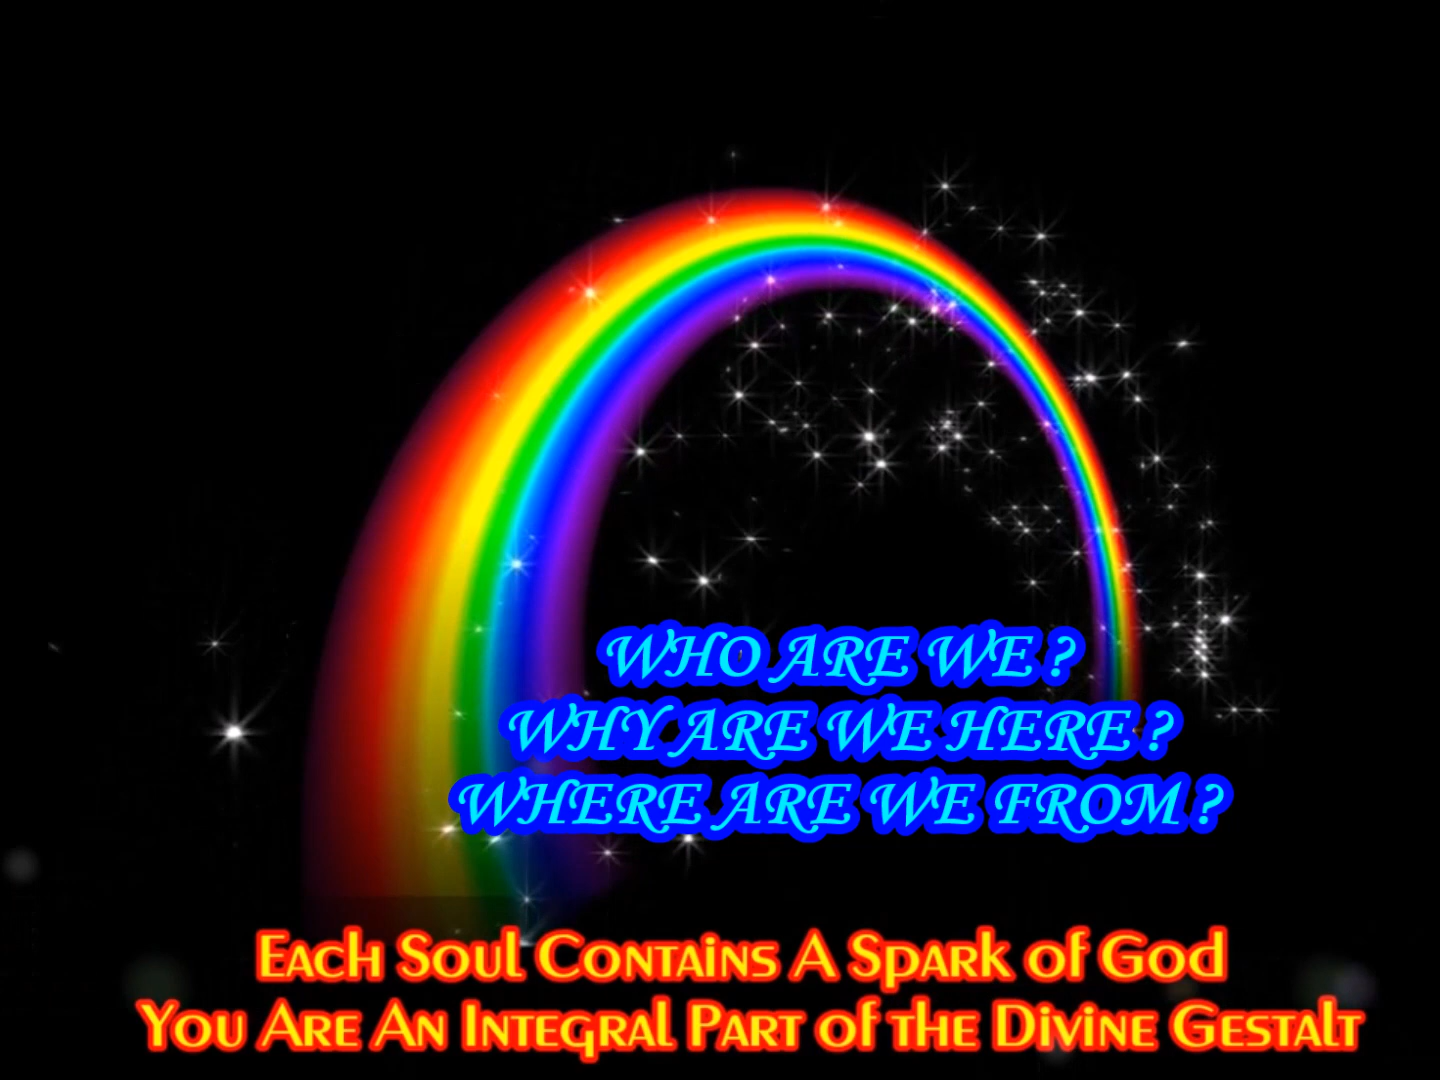 WHO ARE WE ?
WHY ARE WE HERE ?
WHERE ARE WE FROM ?
Each Soul Contains A Spark of God
You Are An Integral Part of the Divine Gestalt